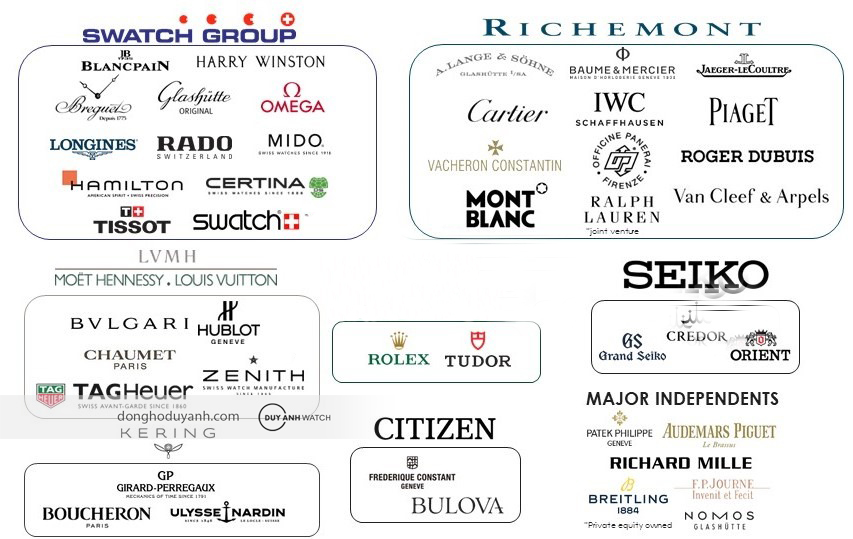 SWATCH GROUP
JB
BLANCPAIN
HARRY WINSTON
Breguet
Depuis 1775
Glashütte
ORIGINAL
Ω
OMEGA
LONGINES
RADO
SWITZERLAND
MIDO
SWISS WATCHES SINCE 1918
HAMILTON
AMERICAN SPIRIT • SWISS PRECISION
CERTINA
SWISS WATCHES SINCE 1888
T+
TISSOT
swatch
RICHEMONT
A. LANGE & SÖHNE
GLASHÜTTE I/SA
Φ
BAUME & MERCIER
MAISON D'HORLOGERIE GENEVE 1830
JAEGER-LECOULTRE
Cartier
IWC
SCHAFFHAUSEN
PIAGET
VACHERON CONSTANTIN
OFFICINE PANERAI
FIRENZE
ROGER DUBUIS
MONT
BLANC
RALPH
LAUREN
*joint venture
Van Cleef & Arpels
LVMH
MOËT HENNESSY . LOUIS VUITTON
BVLGARI
HUBLOT
GENEVE
CHAUMET
PARIS
ZENITH
SWISS WATCH MANUFACTURE
SINCE 1865
TAG
HEUER
TAGHeuer
SWISS AVANT-GARDE SINCE 1860
donghoduyanh.com
DUY ANH WATCH
ROLEX
TUDOR
SEIKO
GS
Grand Seiko
CREDOR
ORIENT
KERING
GP
GIRARD-PERREGAUX
MECHANICS OF TIME SINCE 1791
BOUCHERON
PARIS
ULYSSE NARDIN
SINCE 1846
LE LOCLE - SUISSE
CITIZEN
FREDERIQUE CONSTANT
GENEVE
BULOVA
MAJOR INDEPENDENTS
PATEK PHILIPPE
GENEVE
AUDEMARS PIGUET
Le Brassus
RICHARD MILLE
B
BREITLING
1884
*Private equity owned
F.P.JOURNE
Invenit et Fecit
NOMOS
GLASHÜTTE